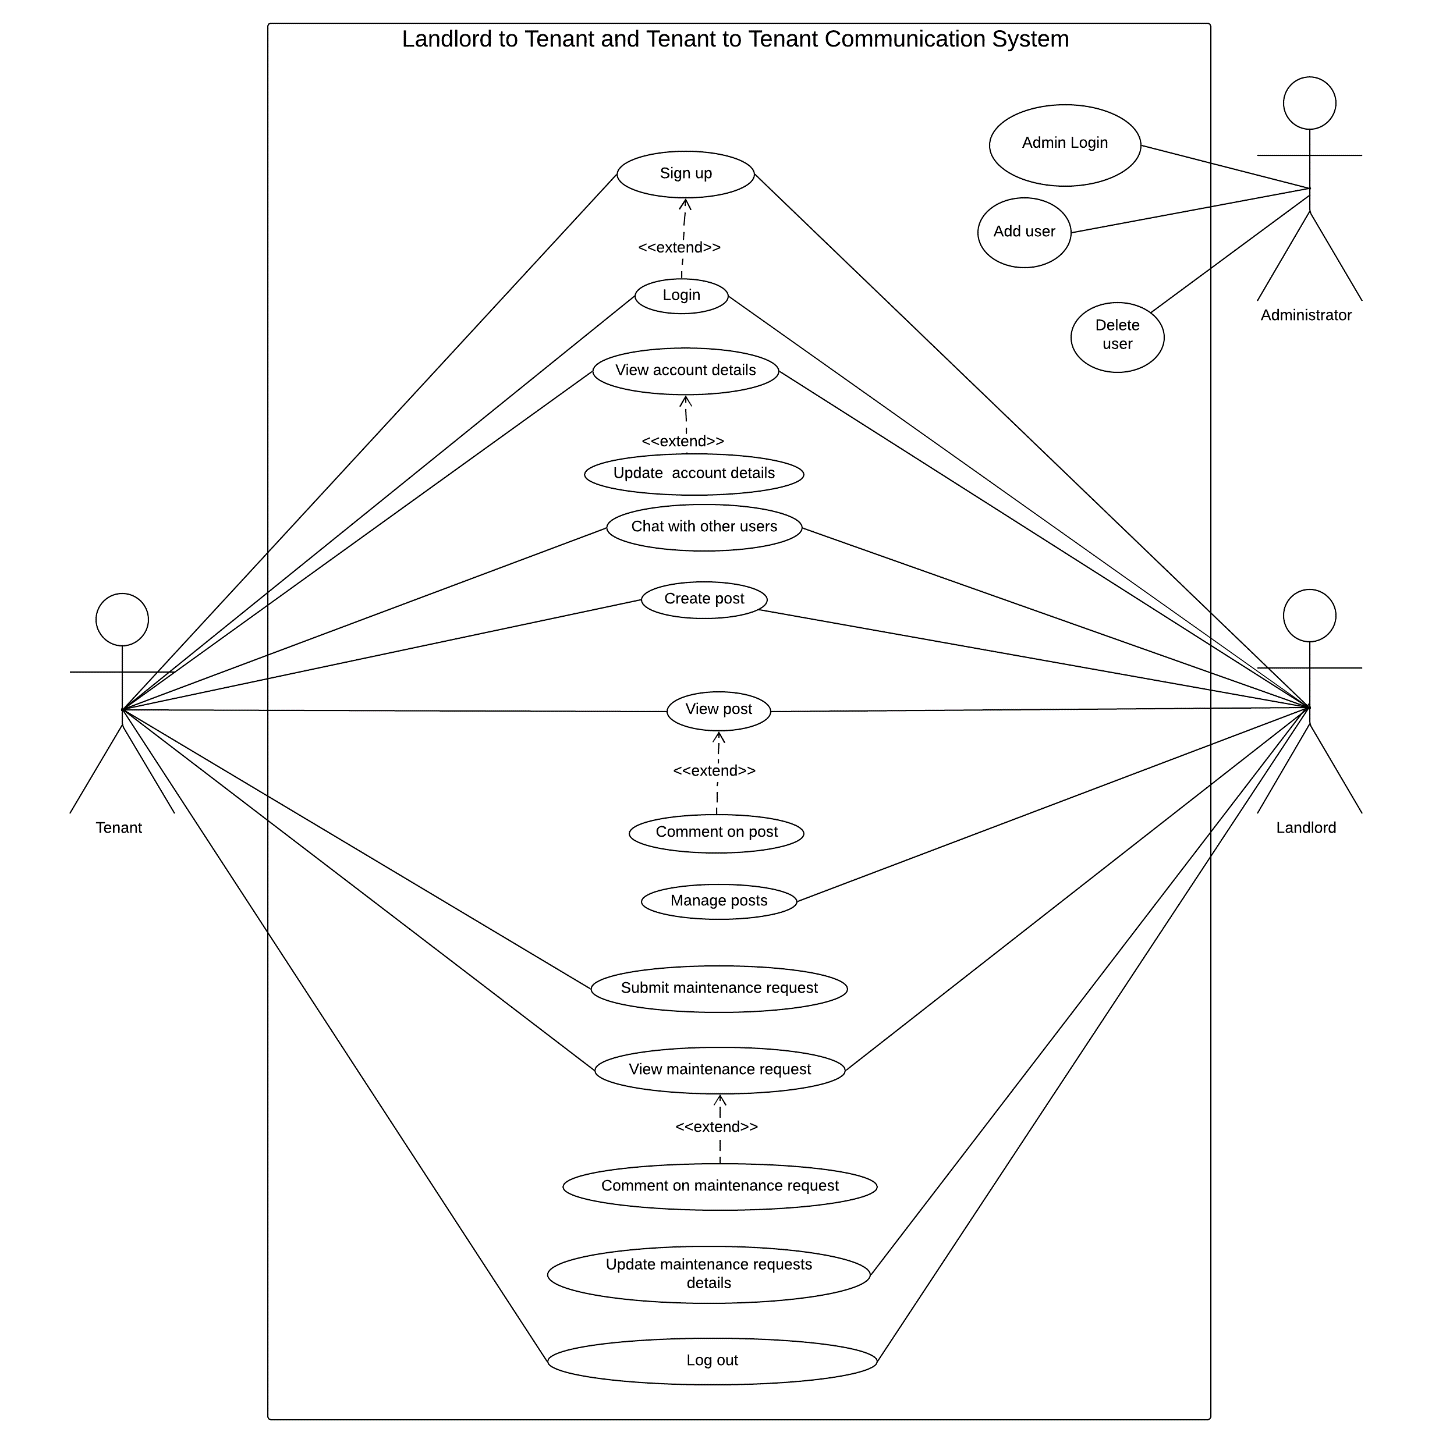 Landlord to Tenant and Tenant to Tenant Communication System
Admin Login
Sign up
Add user
<<extend>>
Login
Administrator
Delete
user
View account details
<<extend>>
Update  account details
Chat with other users
Create post
View post
<<extend>>
Tenant
Comment on post
Landlord
Manage posts
Submit maintenance request
View maintenance request
<<extend>>
Comment on maintenance request
Update maintenance requests
details
Log out